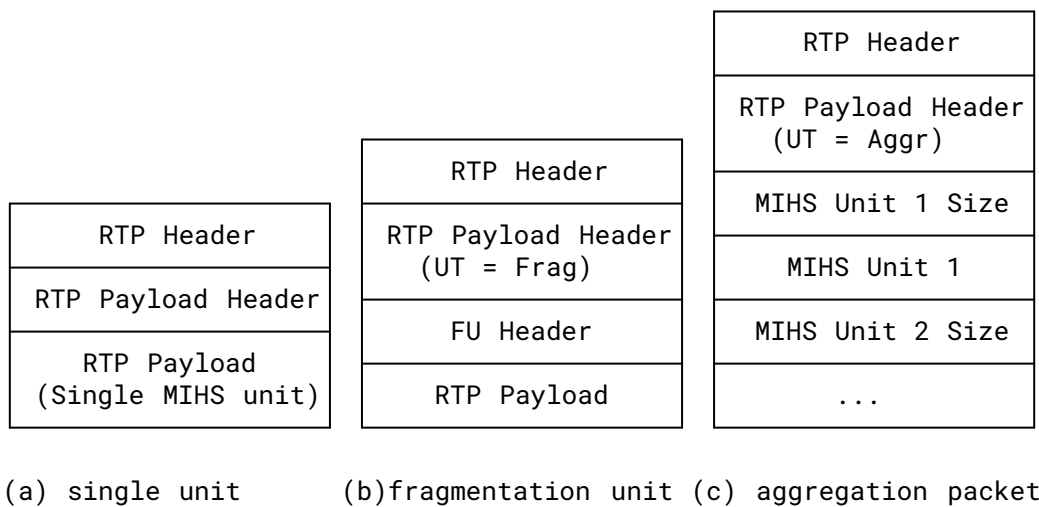 RTP Header
RTP Payload Header
RTP Payload
(Single MIHS unit)
(a) single unit
RTP Header
RTP Payload Header
(UT = Frag)
FU Header
RTP Payload
(b)fragmentation unit
RTP Header
RTP Payload Header
(UT = Aggr)
MIHS Unit 1 Size
MIHS Unit 1
MIHS Unit 2 Size
...
(c) aggregation packet